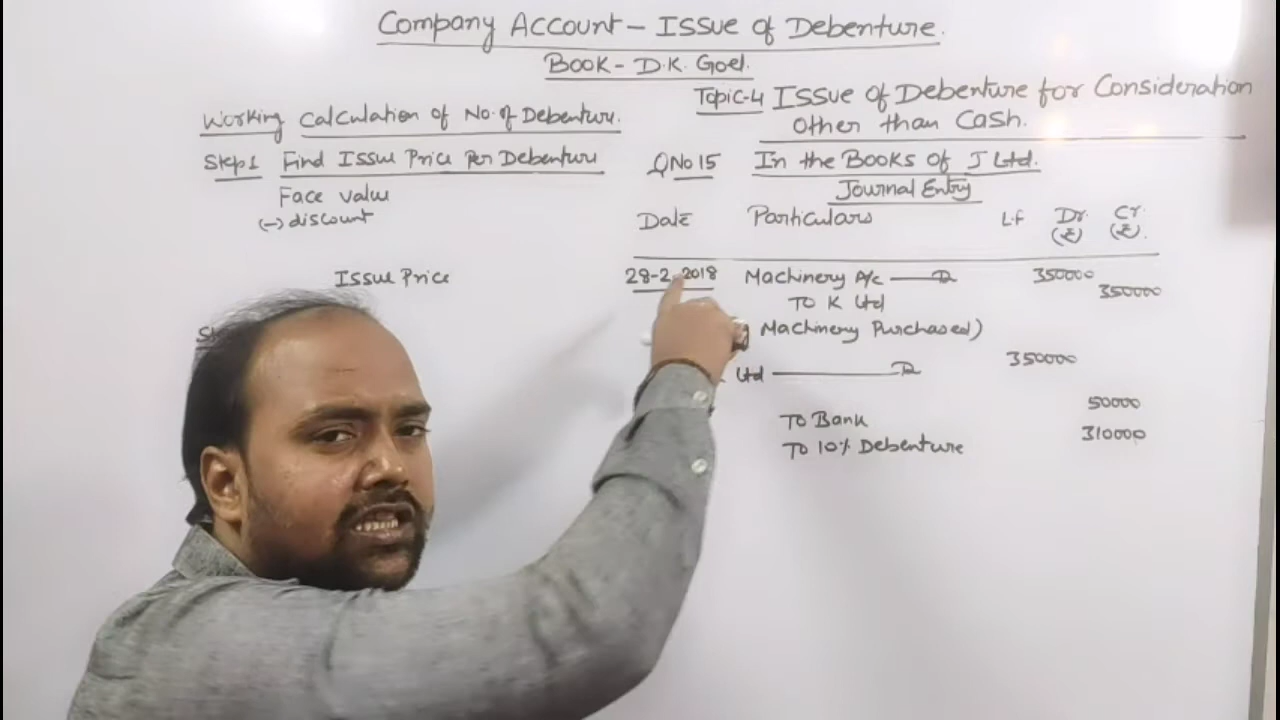 Company Account - Issue of Debenture.
Book - D.K. Goel.
Topic-4 Issue of Debenture for Consideration
Other than Cash.
Working Calculation of No. of Debenture.
Step 1 Find Issue Price Per Debenture
Face value
(-) discount
Issue Price
QNo 15 In the Books of J Ltd.
Journal Entry
Date Particulars L.F Dr. (₹) Cr. (₹).
28-2-2018 Machinery A/c — Dr 350000
To K Ltd 350000
Machinery Purchased)
Ltd — Dr 350000
To Bank 50000
To 10% Debenture 310000